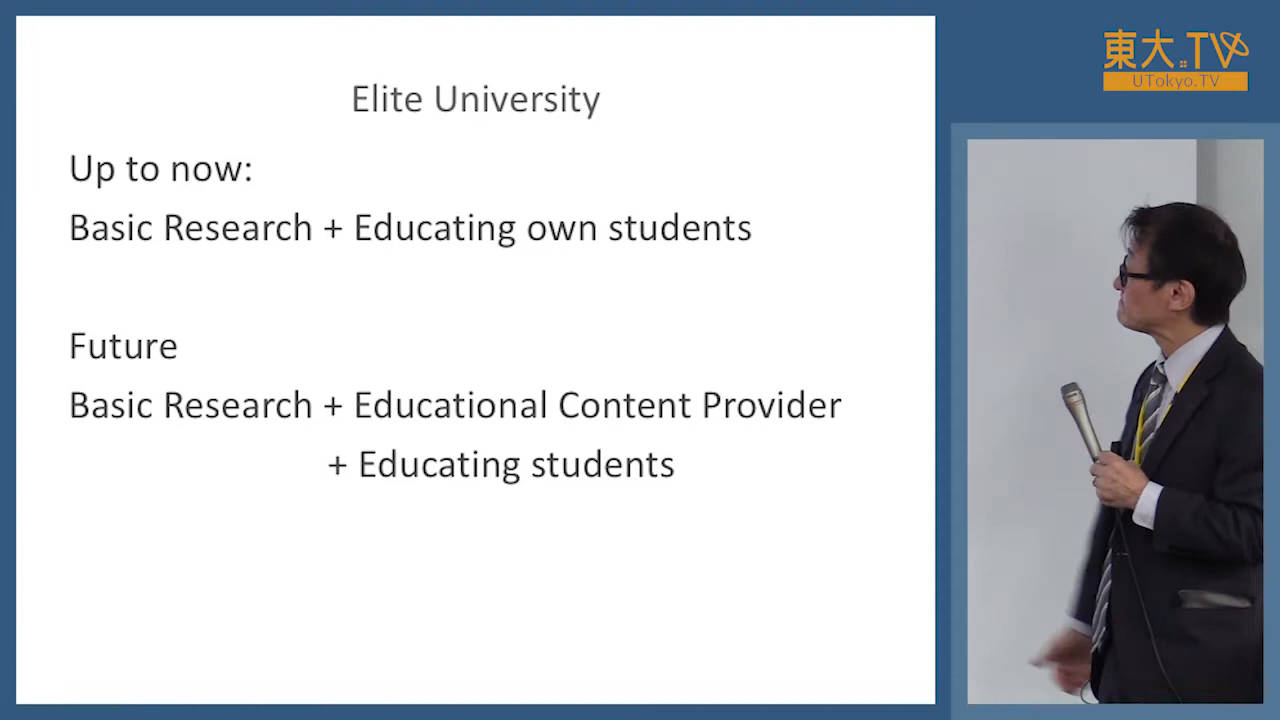 Elite University
Up to now:
Basic Research + Educating own students
Future
Basic Research + Educational Content Provider
+ Educating students
東大.TV
UTokyo.TV